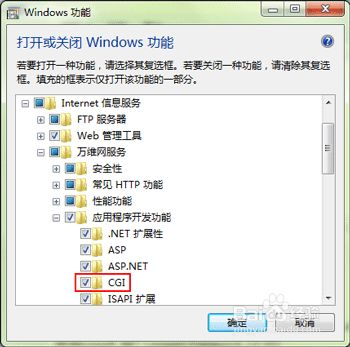 Windows 功能
打开或关闭 Windows 功能
若要打开一种功能，请选择其复选框。若要关闭一种功能，请清除其复选框。填充的框表示仅打开该功能的一部分。
Internet 信息服务
FTP 服务器
Web 管理工具
万维网服务
安全性
常见 HTTP 功能
性能功能
应用程序开发功能
.NET 扩展性
ASP
ASP.NET
CGI
ISAPI 扩展
确定
取消